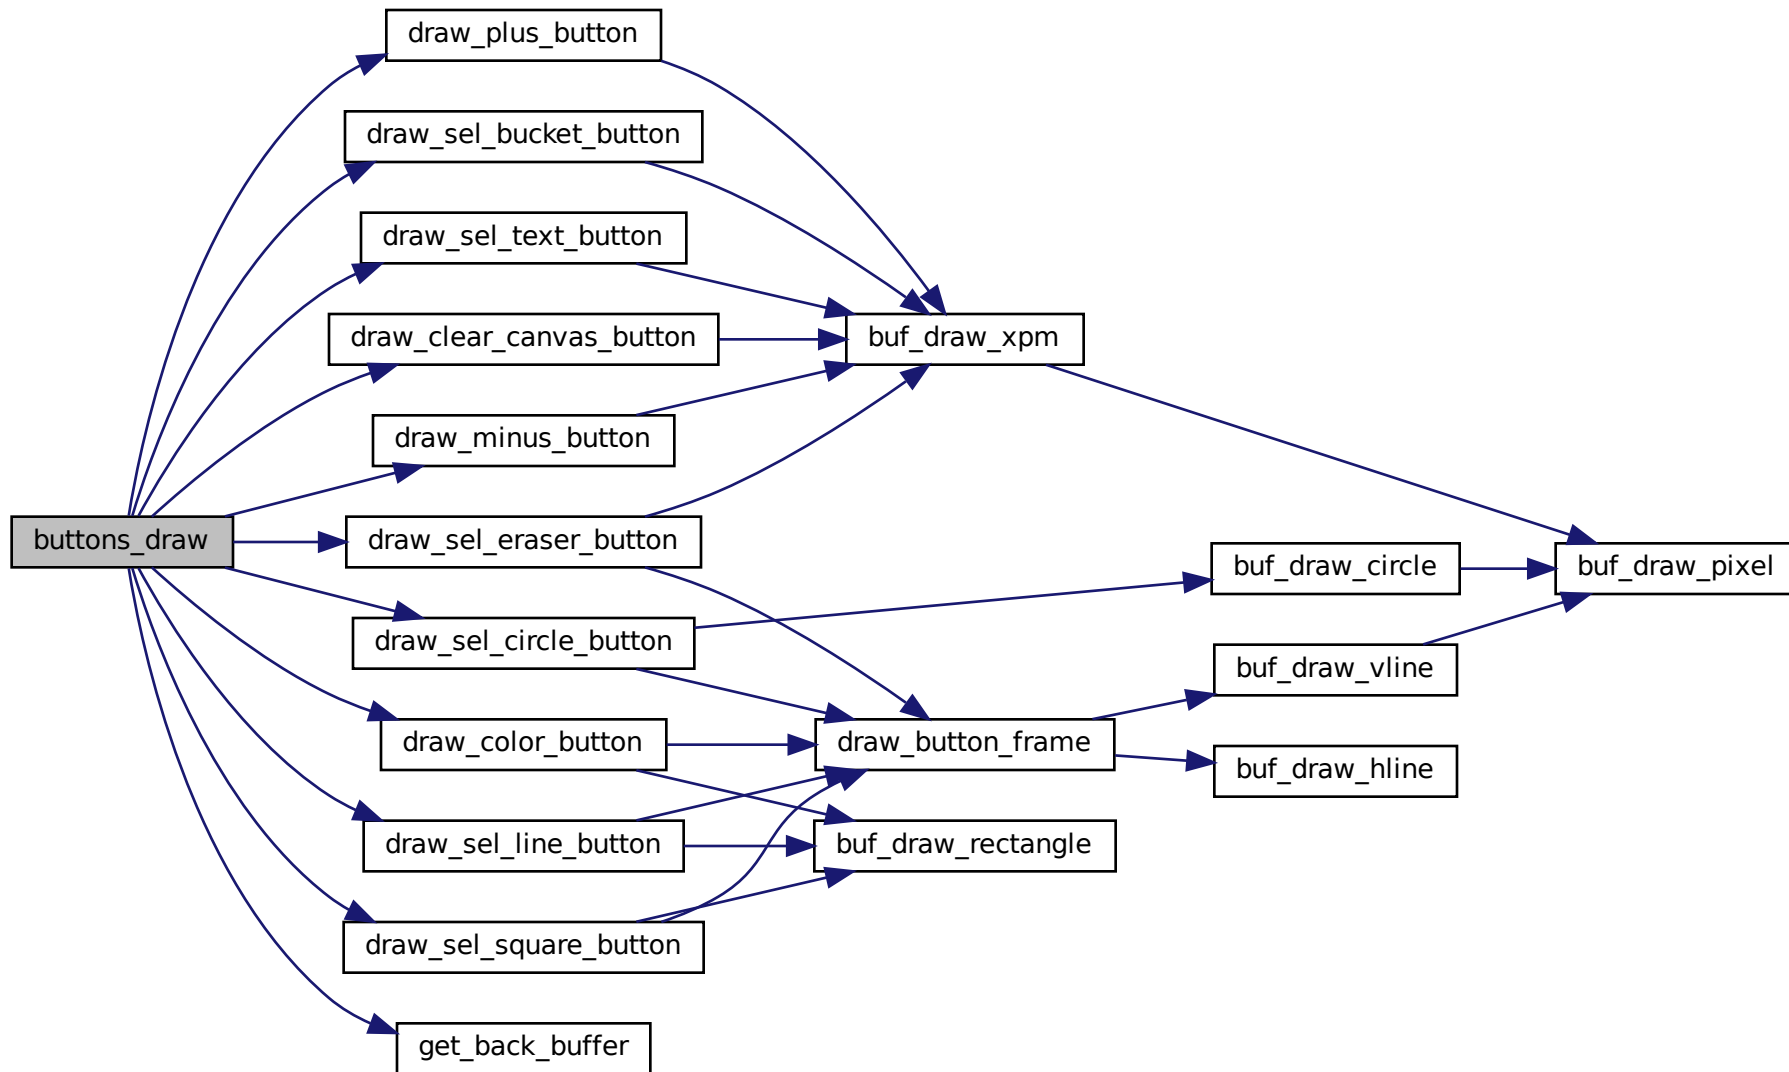 draw_plus_button
draw_sel_bucket_button
draw_sel_text_button
draw_clear_canvas_button
buf_draw_xpm
draw_minus_button
buttons_draw
draw_sel_eraser_button
buf_draw_circle
buf_draw_pixel
draw_sel_circle_button
buf_draw_vline
draw_color_button
draw_button_frame
buf_draw_hline
draw_sel_line_button
buf_draw_rectangle
draw_sel_square_button
get_back_buffer